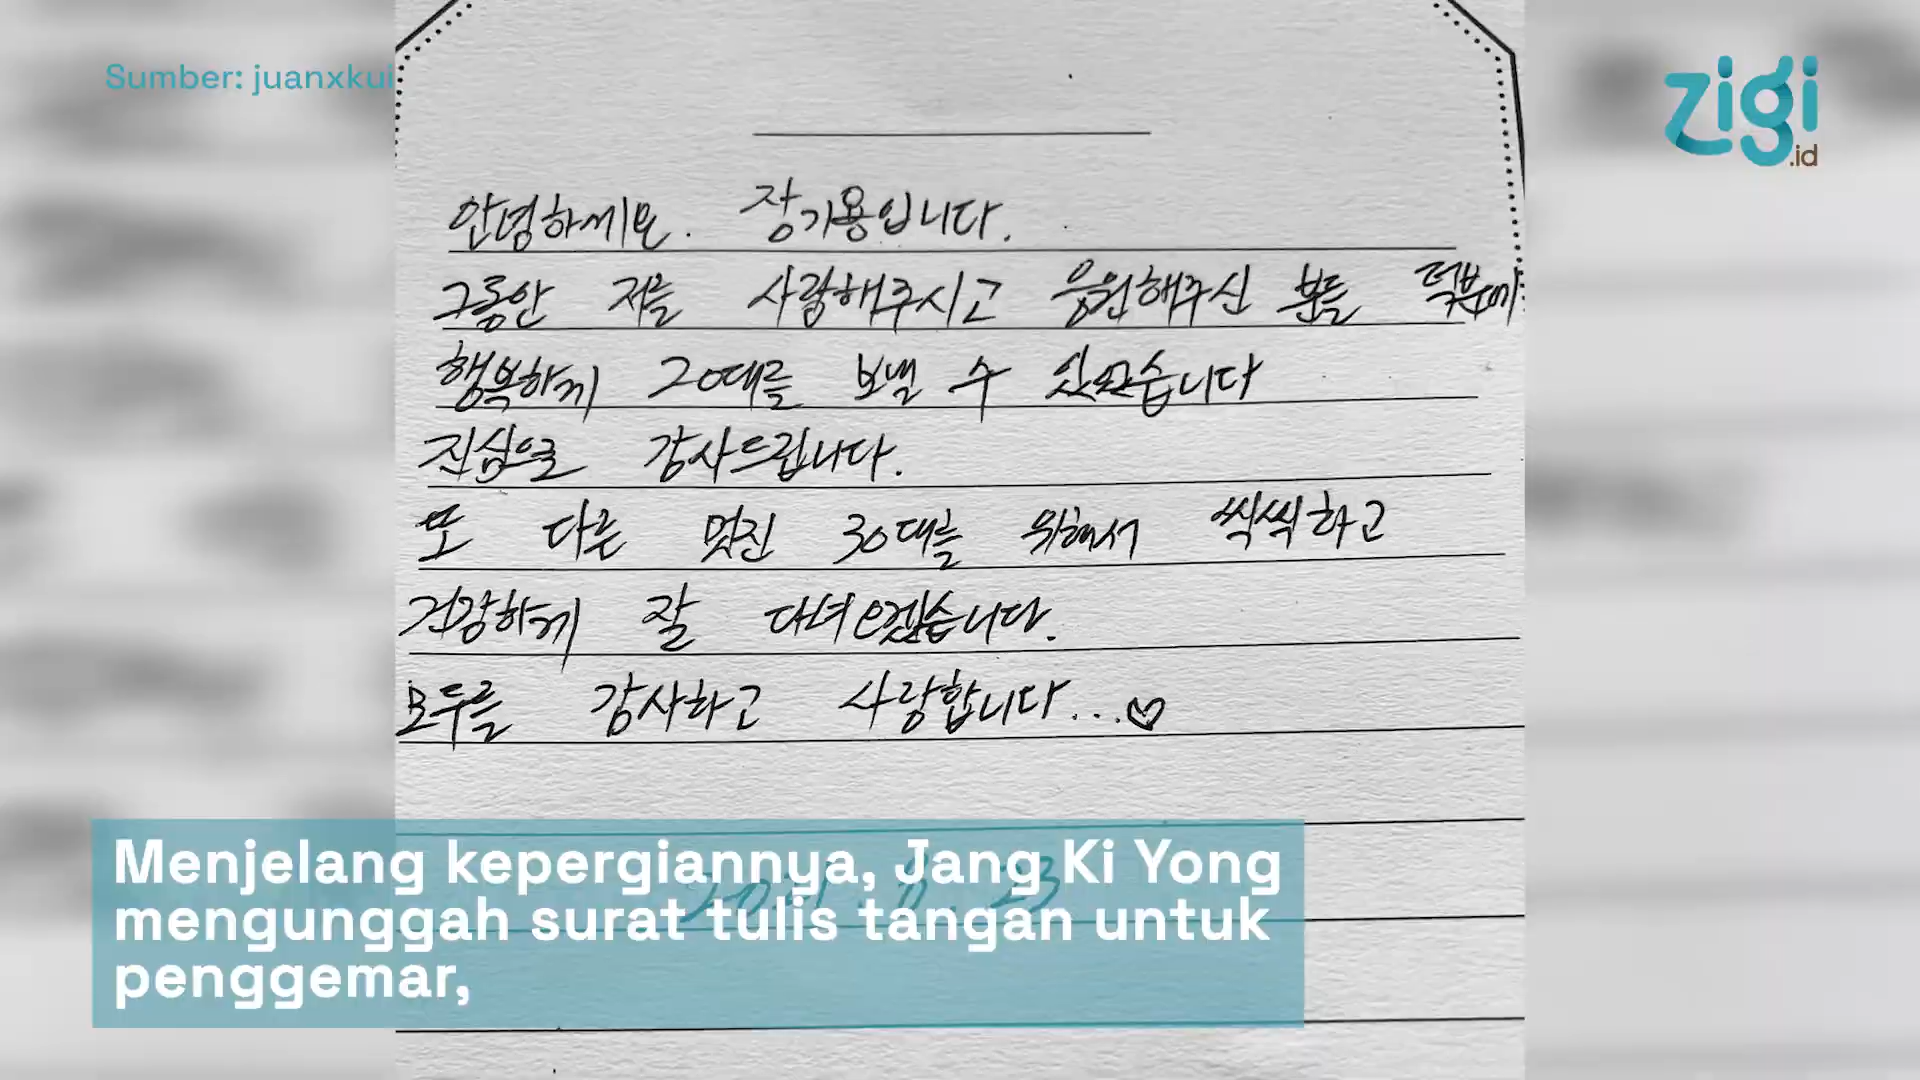 Sumber: juanxkui
zigi
.id
안녕하세요. 장기용입니다.
그동안 저를 사랑해주시고 응원해주신 분들 덕분에
행복하게 20대를 보낼 수 있었습니다
진심으로 감사드립니다.
또 다른 멋진 30대를 위해서 씩씩하고
건강하게 잘 다녀오겠습니다.
모두를 감사하고 사랑합니다...♡
2021. 8. 23
Menjelang kepergiannya, Jang Ki Yong
mengunggah surat tulis tangan untuk
penggemar,